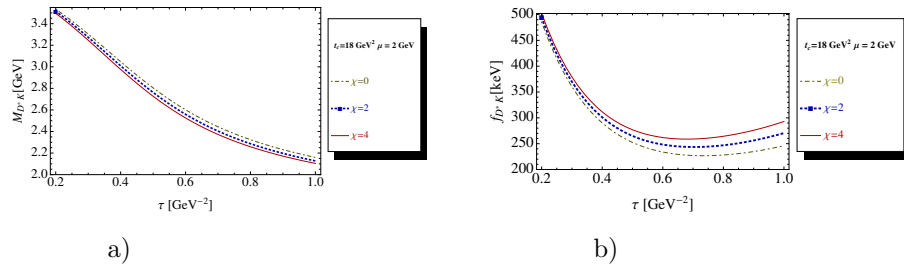 3.4
3.2
3.0
2.8
2.6
2.4
2.2
2.0
M_{D* K} [GeV]
0.2 0.4 0.6 0.8 1.0
τ [GeV⁻²]
t_c=18 GeV² μ = 2 GeV
χ=0
χ=2
χ=4
a)
500
450
400
350
300
250
200
f_{D* K} [keV]
0.2 0.4 0.6 0.8 1.0
τ [GeV⁻²]
t_c=18 GeV² μ = 2 GeV
χ=0
χ=2
χ=4
b)